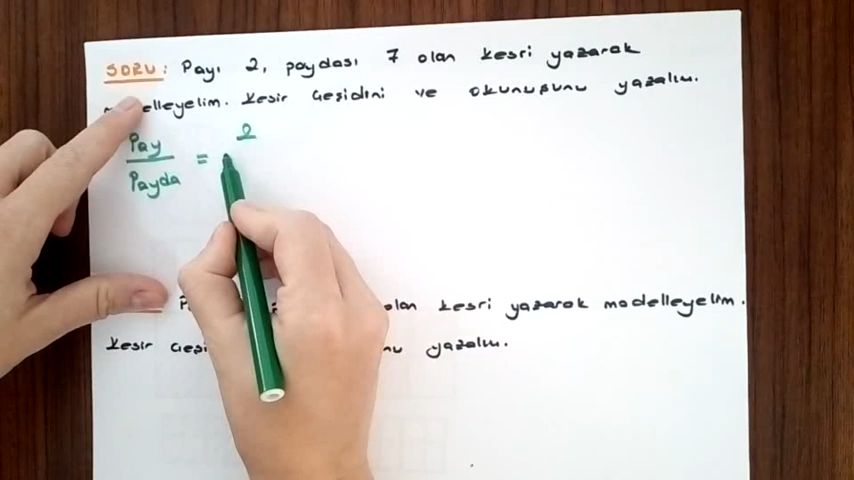 SORU: Payı 2, paydası 7 olan kesri yazarak
modelleyelim. Kesir çeşidini ve okunuşunu yazalım.
Pay
Payda
=
2
olan kesri yazarak modelleyelim.
Kesir yazalım.